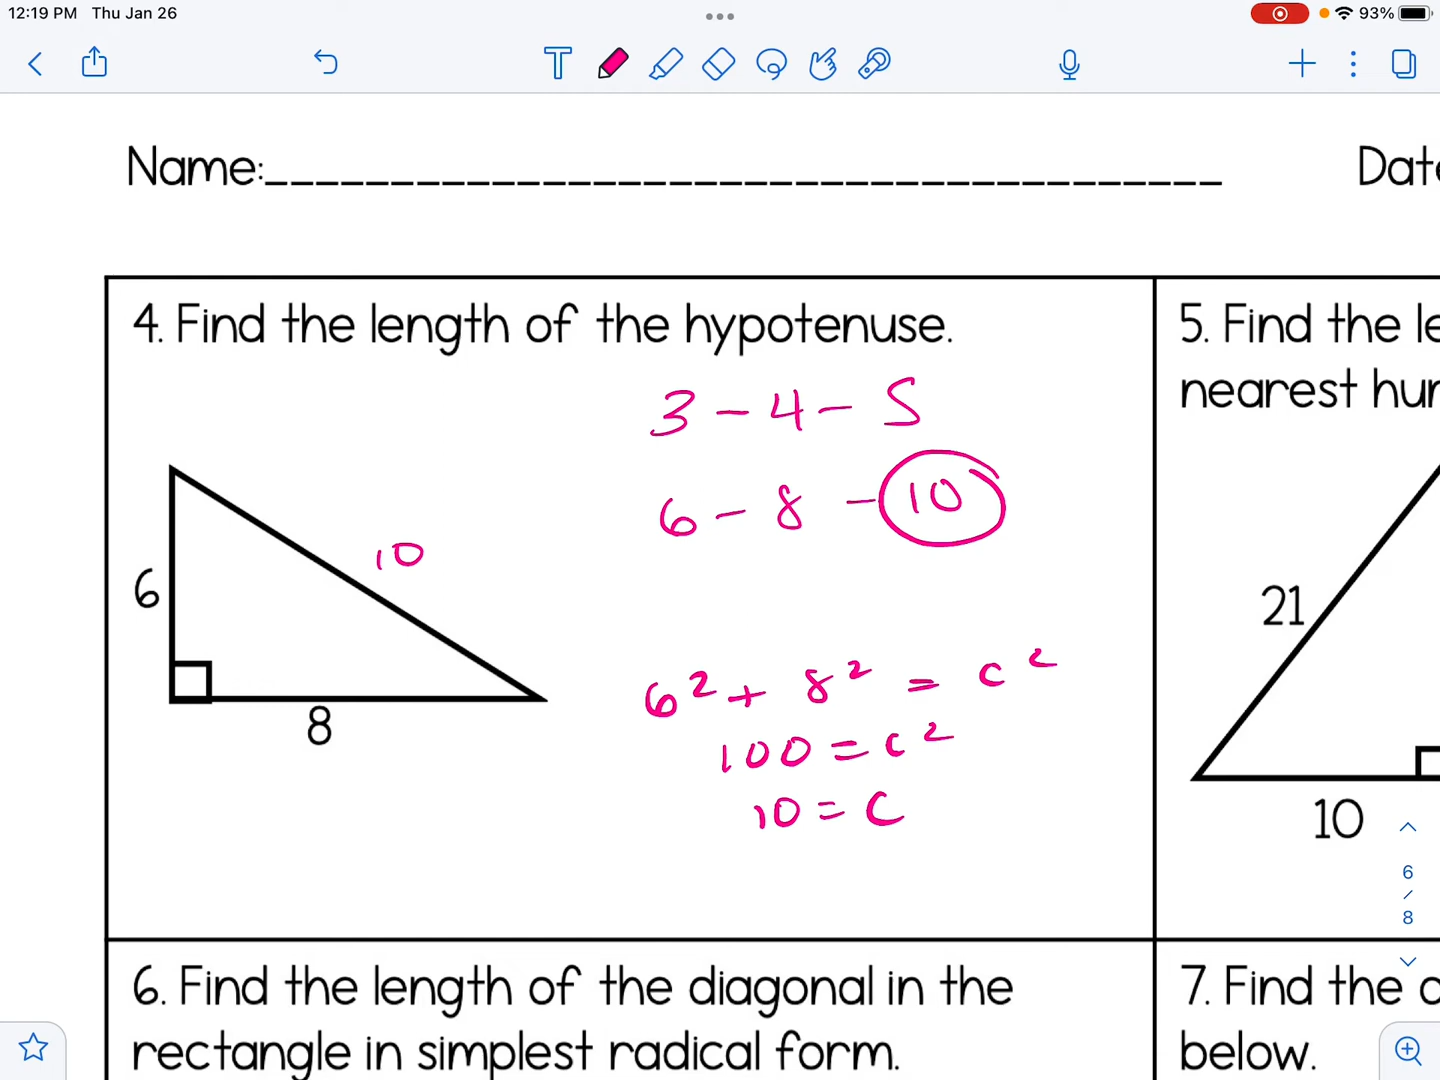 12:19 PM Thu Jan 26
93%
Name:
Date
4. Find the length of the hypotenuse.
3 - 4 - 5
6 - 8 - 10
6
10
8
6² + 8² = c²
100 = c²
10 = c
5. Find the le
nearest hun
21
10
6
/
8
6. Find the length of the diagonal in the
rectangle in simplest radical form.
7. Find the
below.